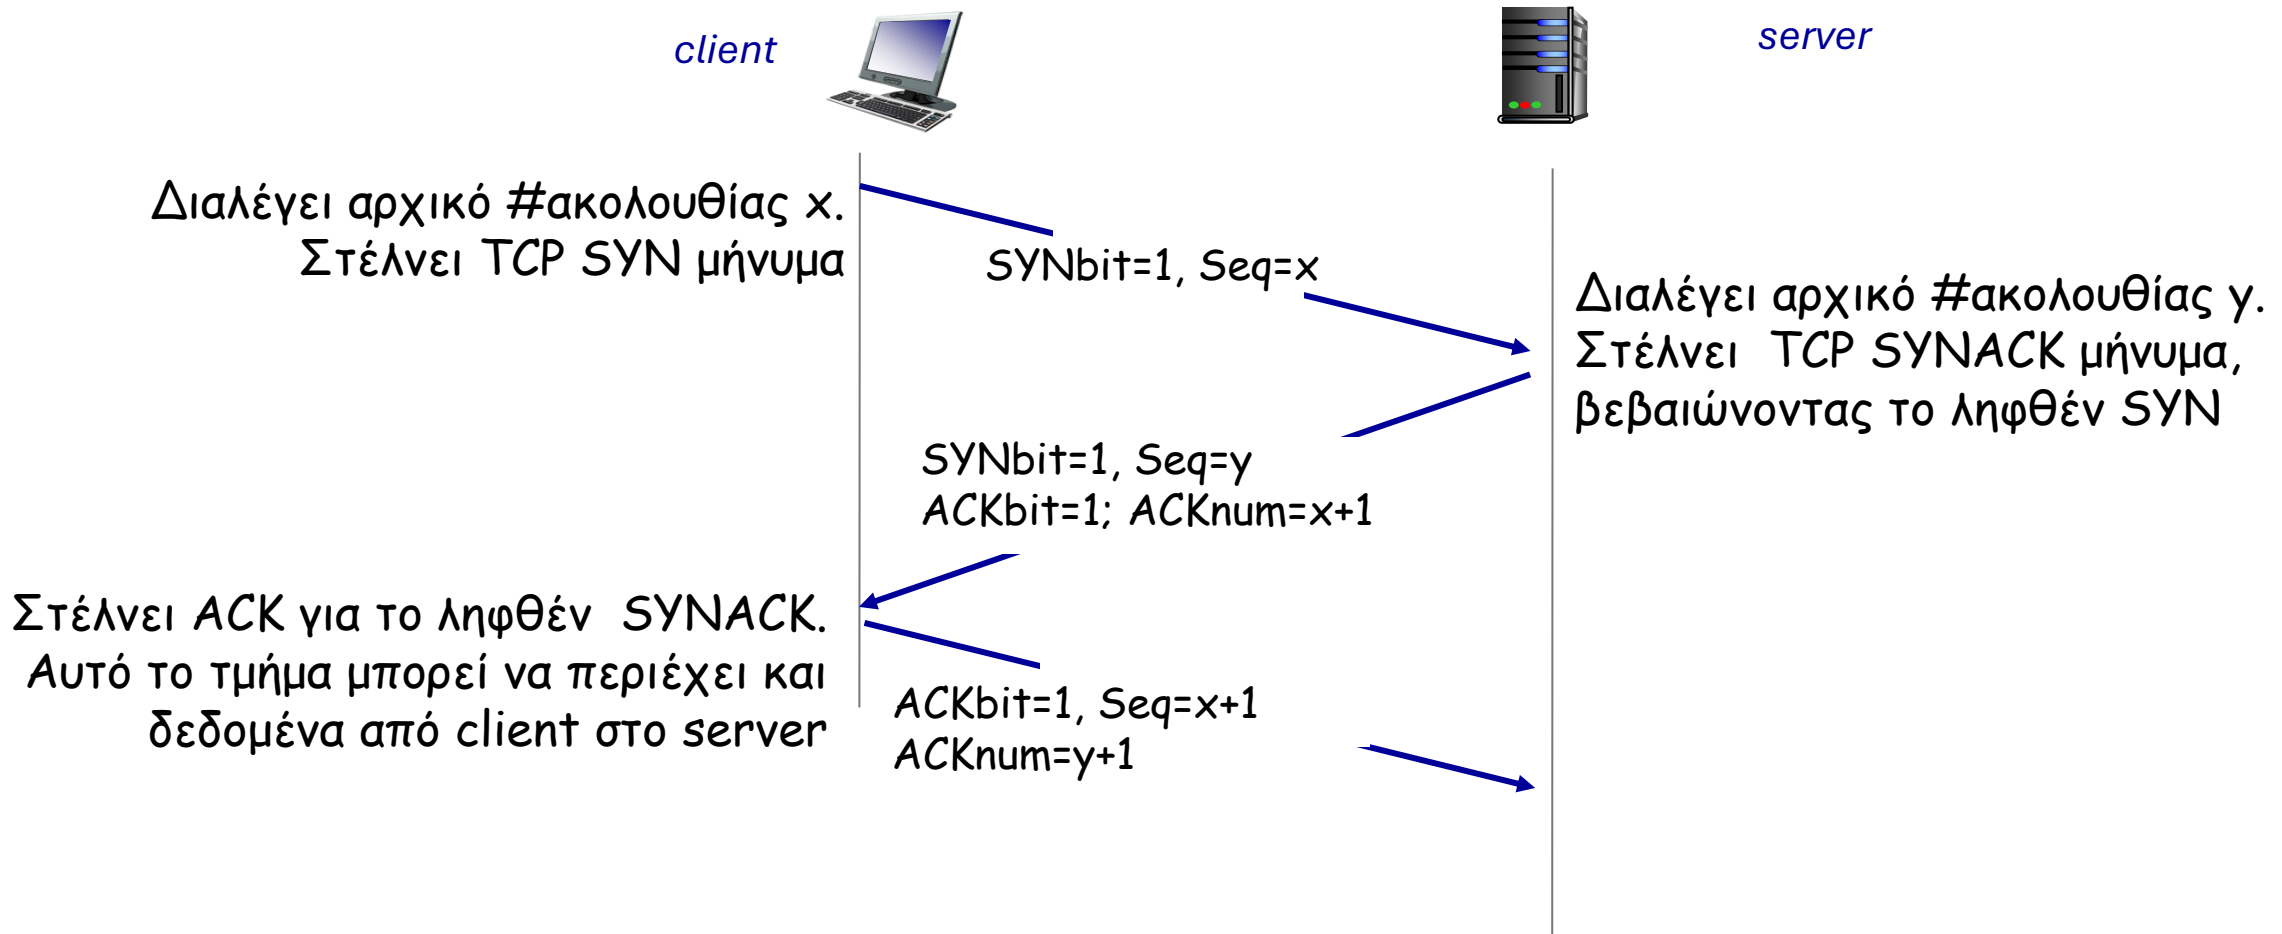 client
server
Διαλέγει αρχικό #ακολουθίας x.
Στέλνει TCP SYN μήνυμα
SYNbit=1, Seq=x
Διαλέγει αρχικό #ακολουθίας y.
Στέλνει TCP SYNACK μήνυμα,
βεβαιώνοντας το ληφθέν SYN
SYNbit=1, Seq=y
ACKbit=1; ACKnum=x+1
Στέλνει ACK για το ληφθέν SYNACK.
Αυτό το τμήμα μπορεί να περιέχει και
δεδομένα από client στο server
ACKbit=1, Seq=x+1
ACKnum=y+1